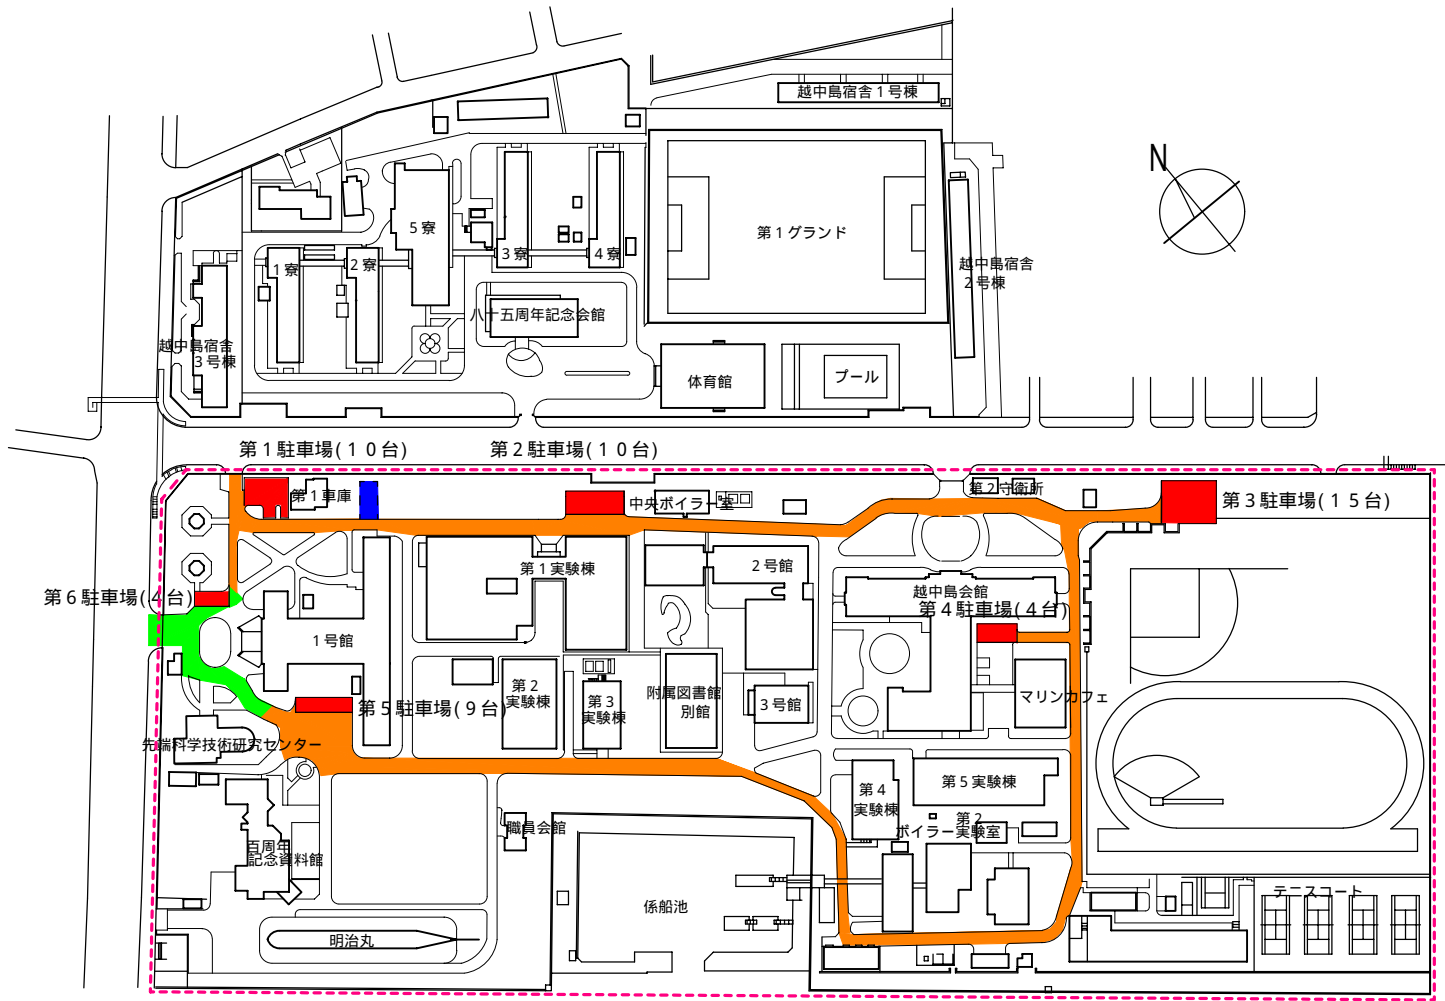 越中島宿舎１号棟
N
５寮
第１グランド
３寮
４寮
２寮
１寮
越中島宿舎
２号棟
八十五周年記念会館
越中島宿舎
３号棟
体育館
プール
第１駐車場(１０台)
第２駐車場(１０台)
第２守衛所
第１車庫
中央ボイラー室
第３駐車場(１５台)
２号館
第１実験棟
越中島会館
第６駐車場(４台)
第４駐車場(４台)
１号館
第２
実験棟
第３
実験棟
附属図書館
別館
３号館
マリンカフェ
第５駐車場(９台)
先端科学技術研究センター
第５実験棟
第４
実験棟
第２
ボイラー実験室
職員会館
百周年
記念資料館
テニスコート
係船池
明治丸